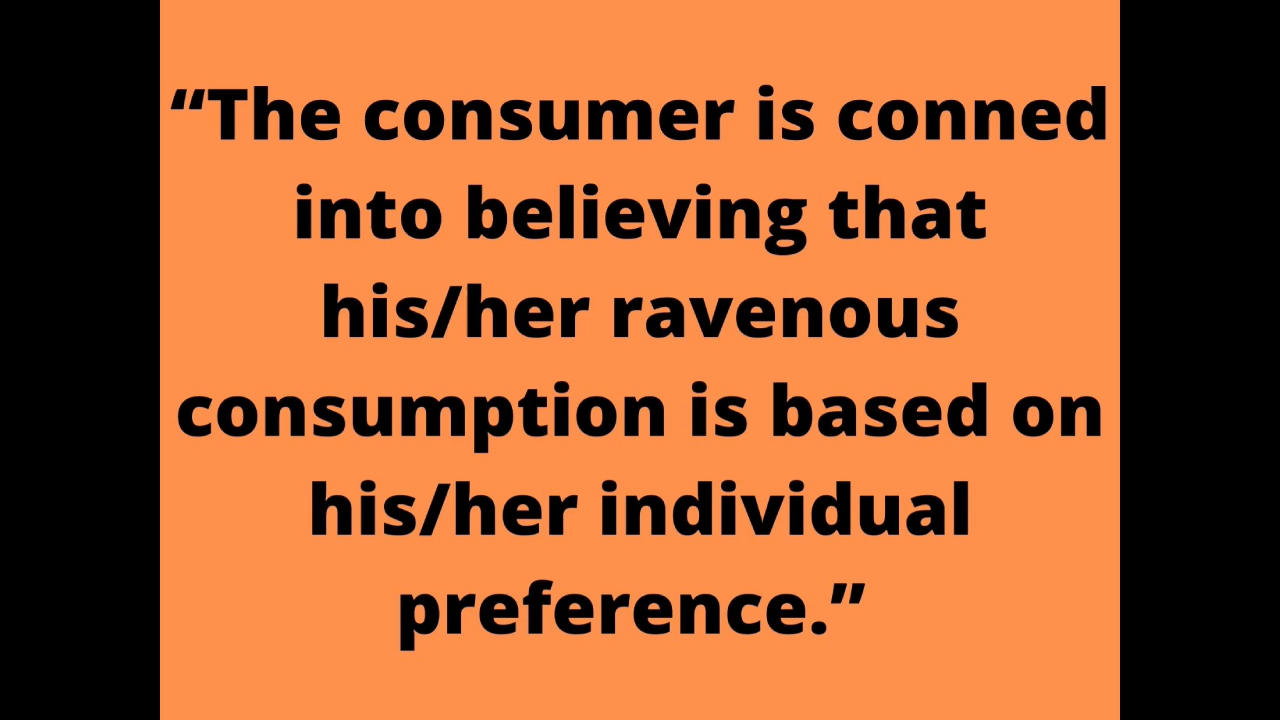 “The consumer is conned
into believing that
his/her ravenous
consumption is based on
his/her individual
preference.”